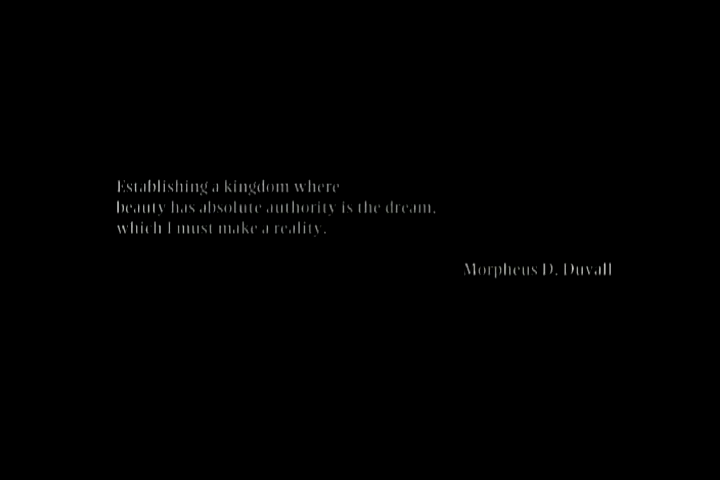 Establishing a kingdom where
beauty has absolute authority is the dream,
which I must make a reality.
Morpheus D. Duvall